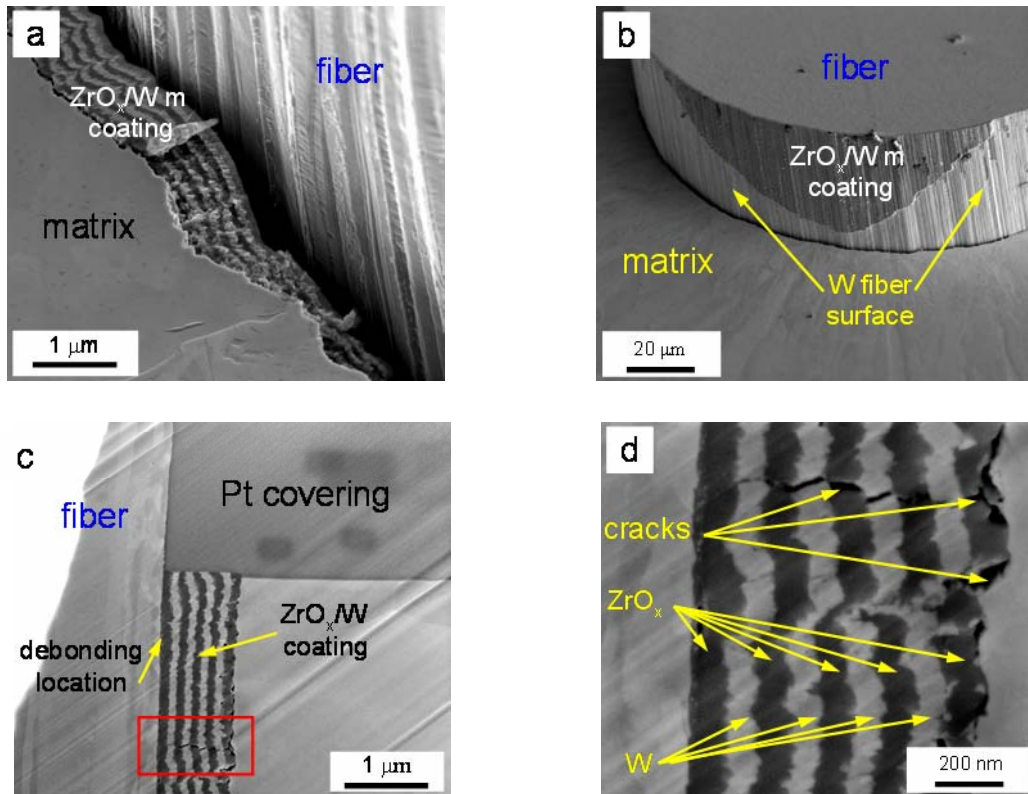 a
fiber
ZrOₓ/W m
coating
matrix
1 µm
b
fiber
ZrOₓ/W m
coating
matrix
W fiber
surface
20 µm
c
fiber
Pt covering
ZrOₓ/W
coating
debonding
location
1 µm
d
cracks
ZrOₓ
W
200 nm